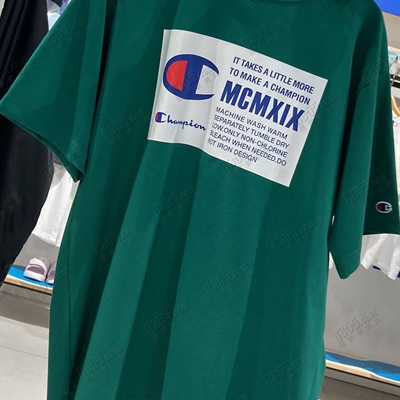 IT TAKES A LITTLE MORE
TO MAKE A CHAMPION
MCMXIX
MACHINE WASH WARM
SEPARATELY TUMBLE DRY
LOW.ONLY NON-CHLORINE
BLEACH WHEN NEEDED.DO
NOT IRON DESIGN
Champion